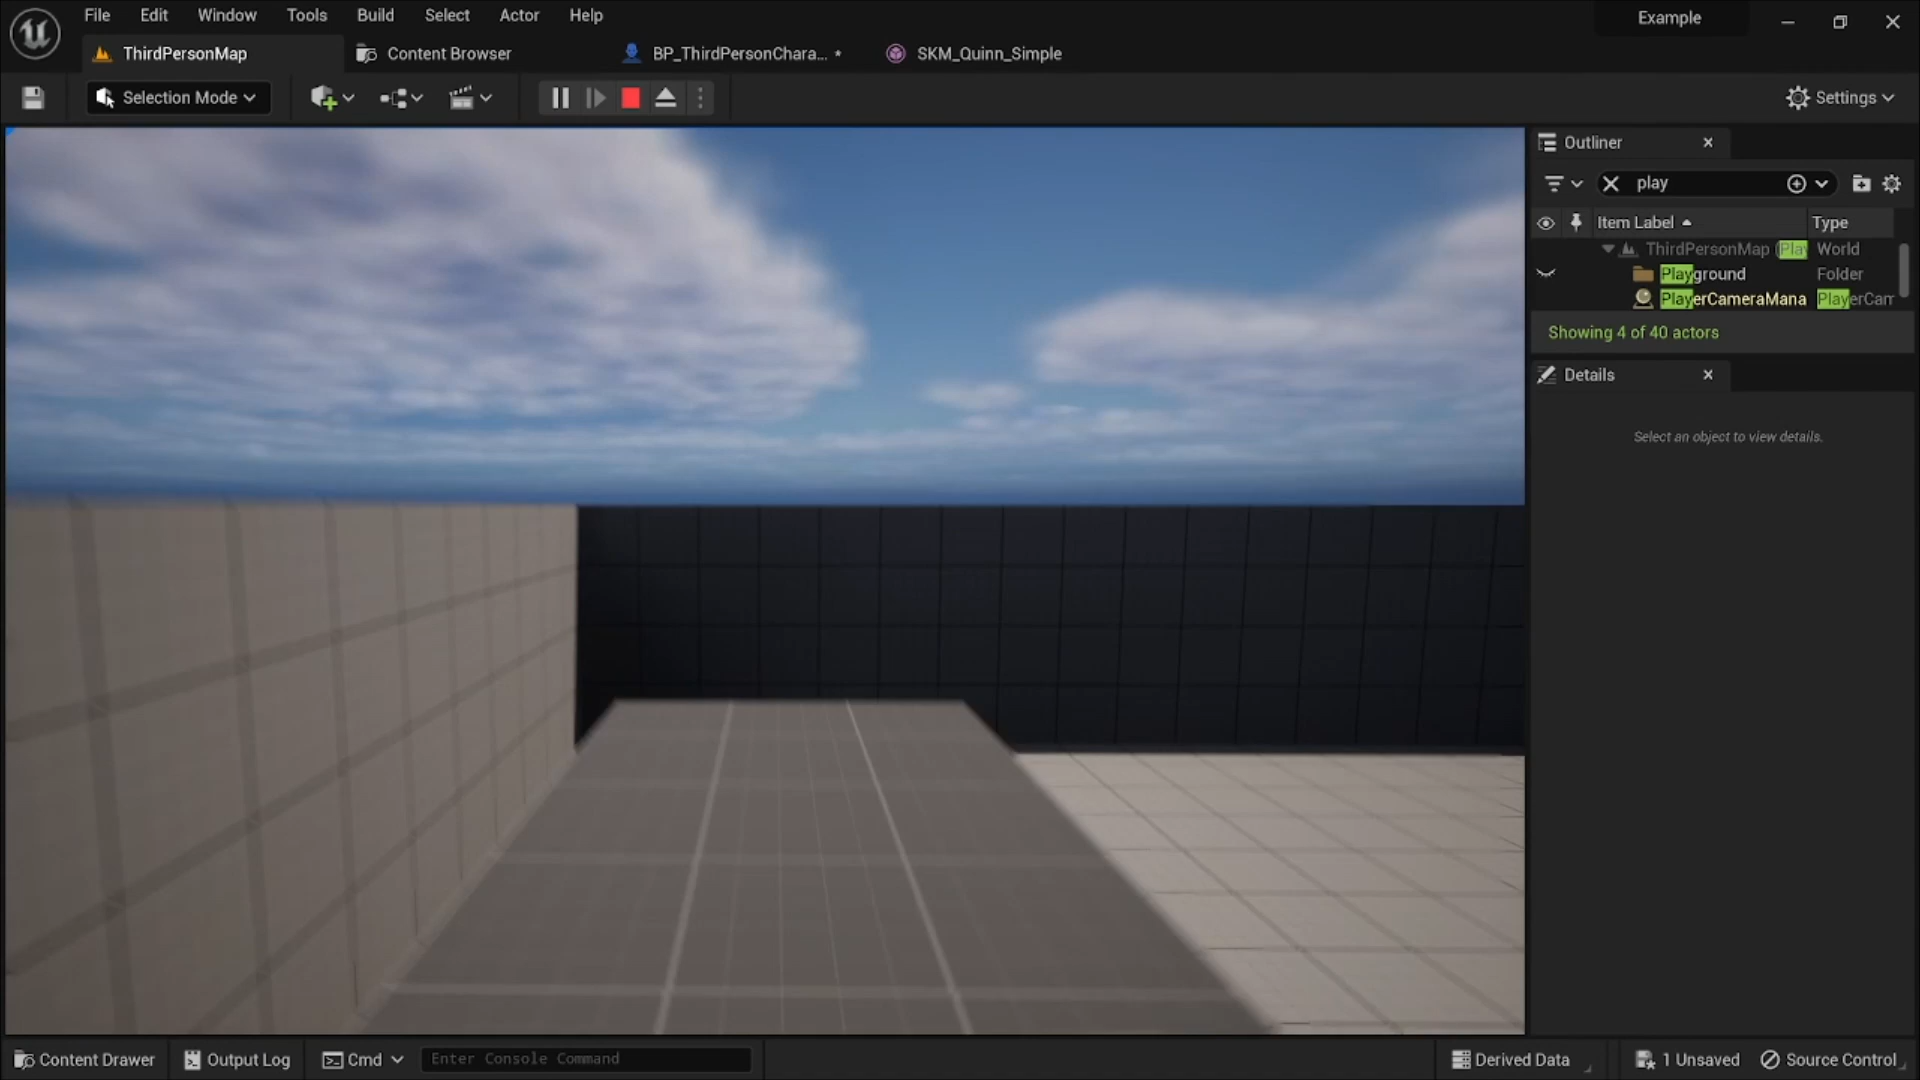 File Edit Window Tools Build Select Actor Help
Example
ThirdPersonMap
Content Browser
BP_ThirdPersonChara... *
SKM_Quinn_Simple
Selection Mode
Settings
Outliner
play
Item Label
Type
ThirdPersonMap (Play World
Playground Folder
PlayerCameraMana PlayerCam
Showing 4 of 40 actors
Details
Select an object to view details.
Content Drawer
Output Log
Cmd
Enter Console Command
Derived Data
1 Unsaved
Source Control